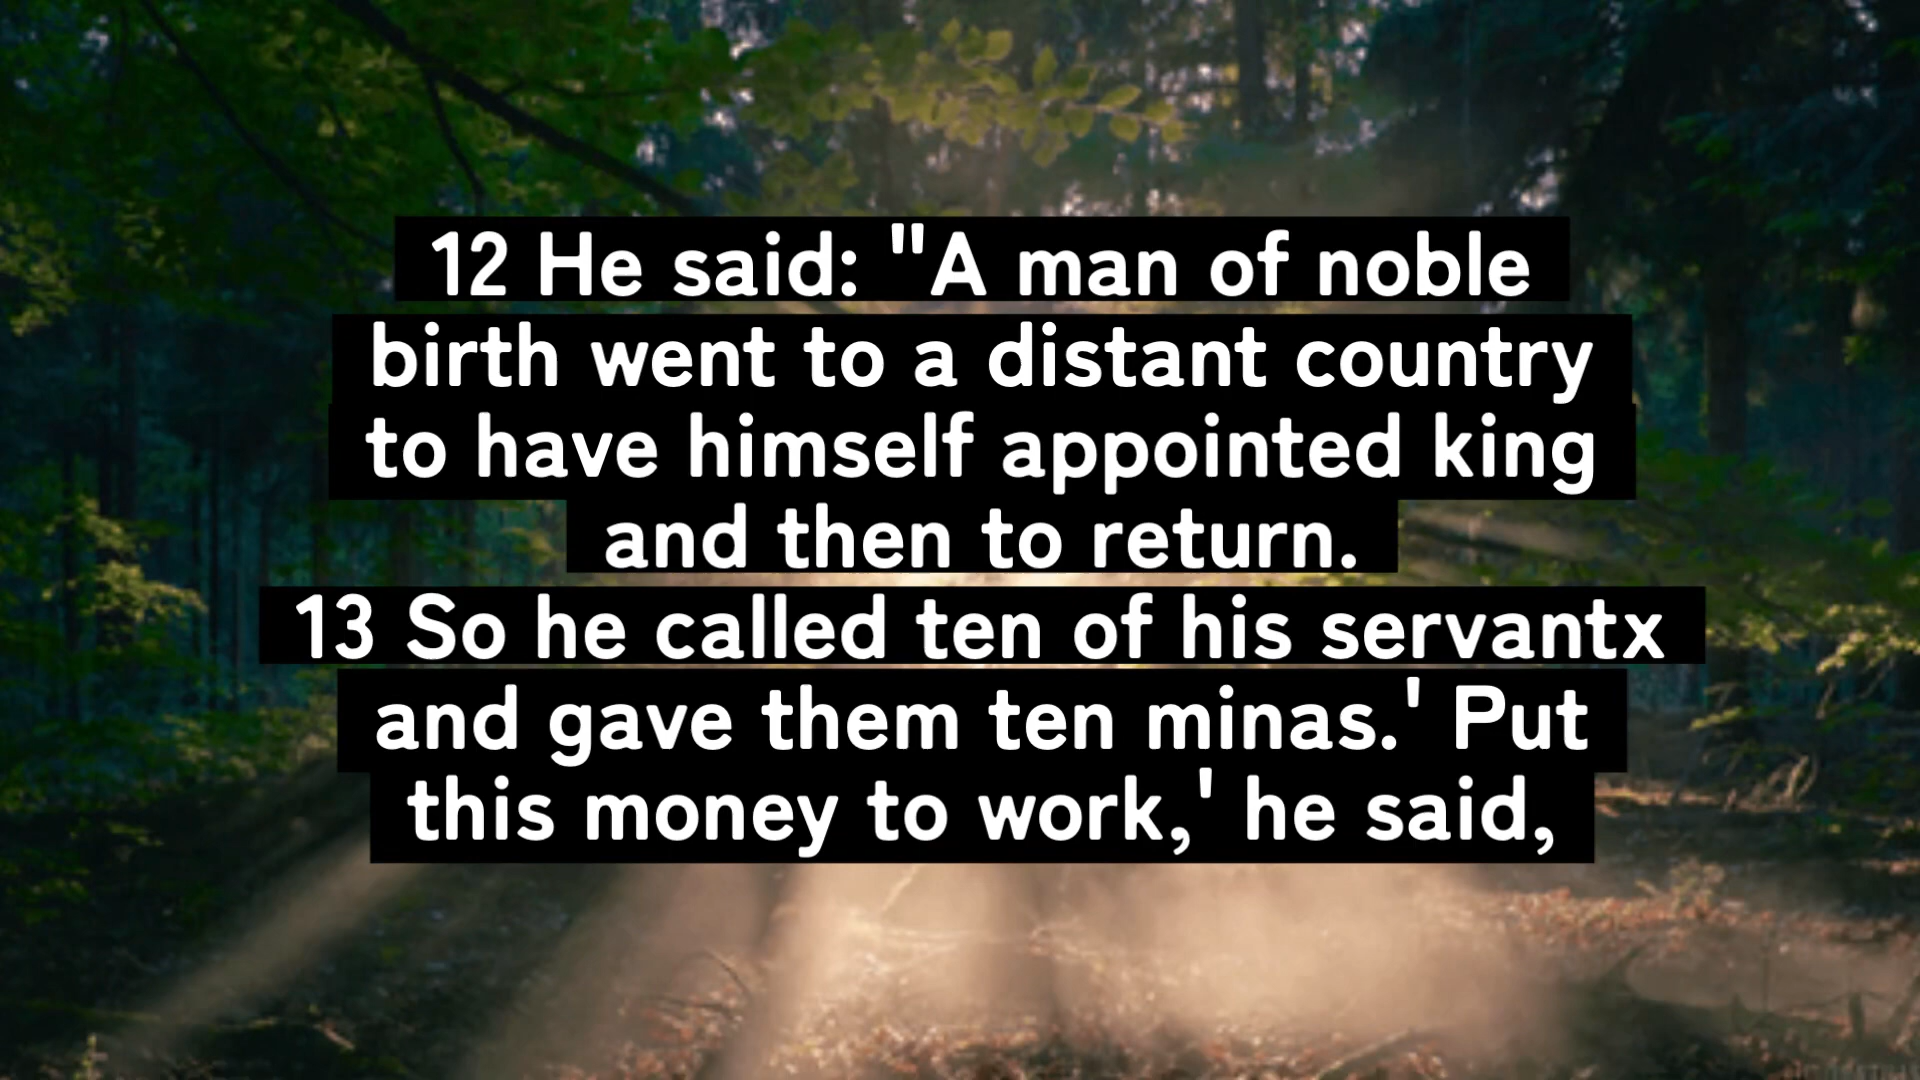 12 He said: "A man of noble
birth went to a distant country
to have himself appointed king
and then to return.
13 So he called ten of his servantx
and gave them ten minas.' Put
this money to work,' he said,